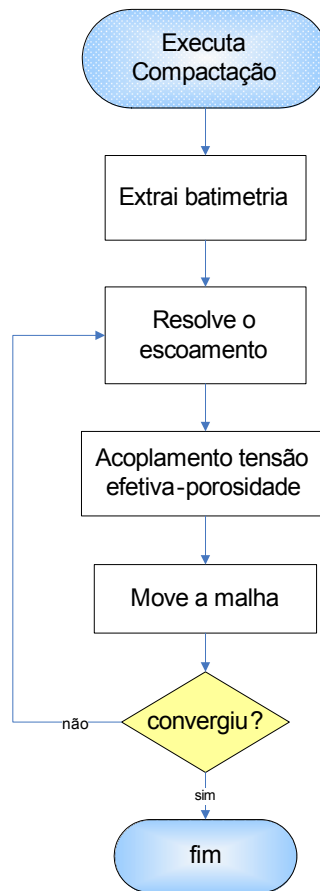 Executa
Compactação
Extrai batimetria
Resolve o
escoamento
Acoplamento tensão
efetiva-porosidade
Move a malha
convergiu?
não
sim
fim